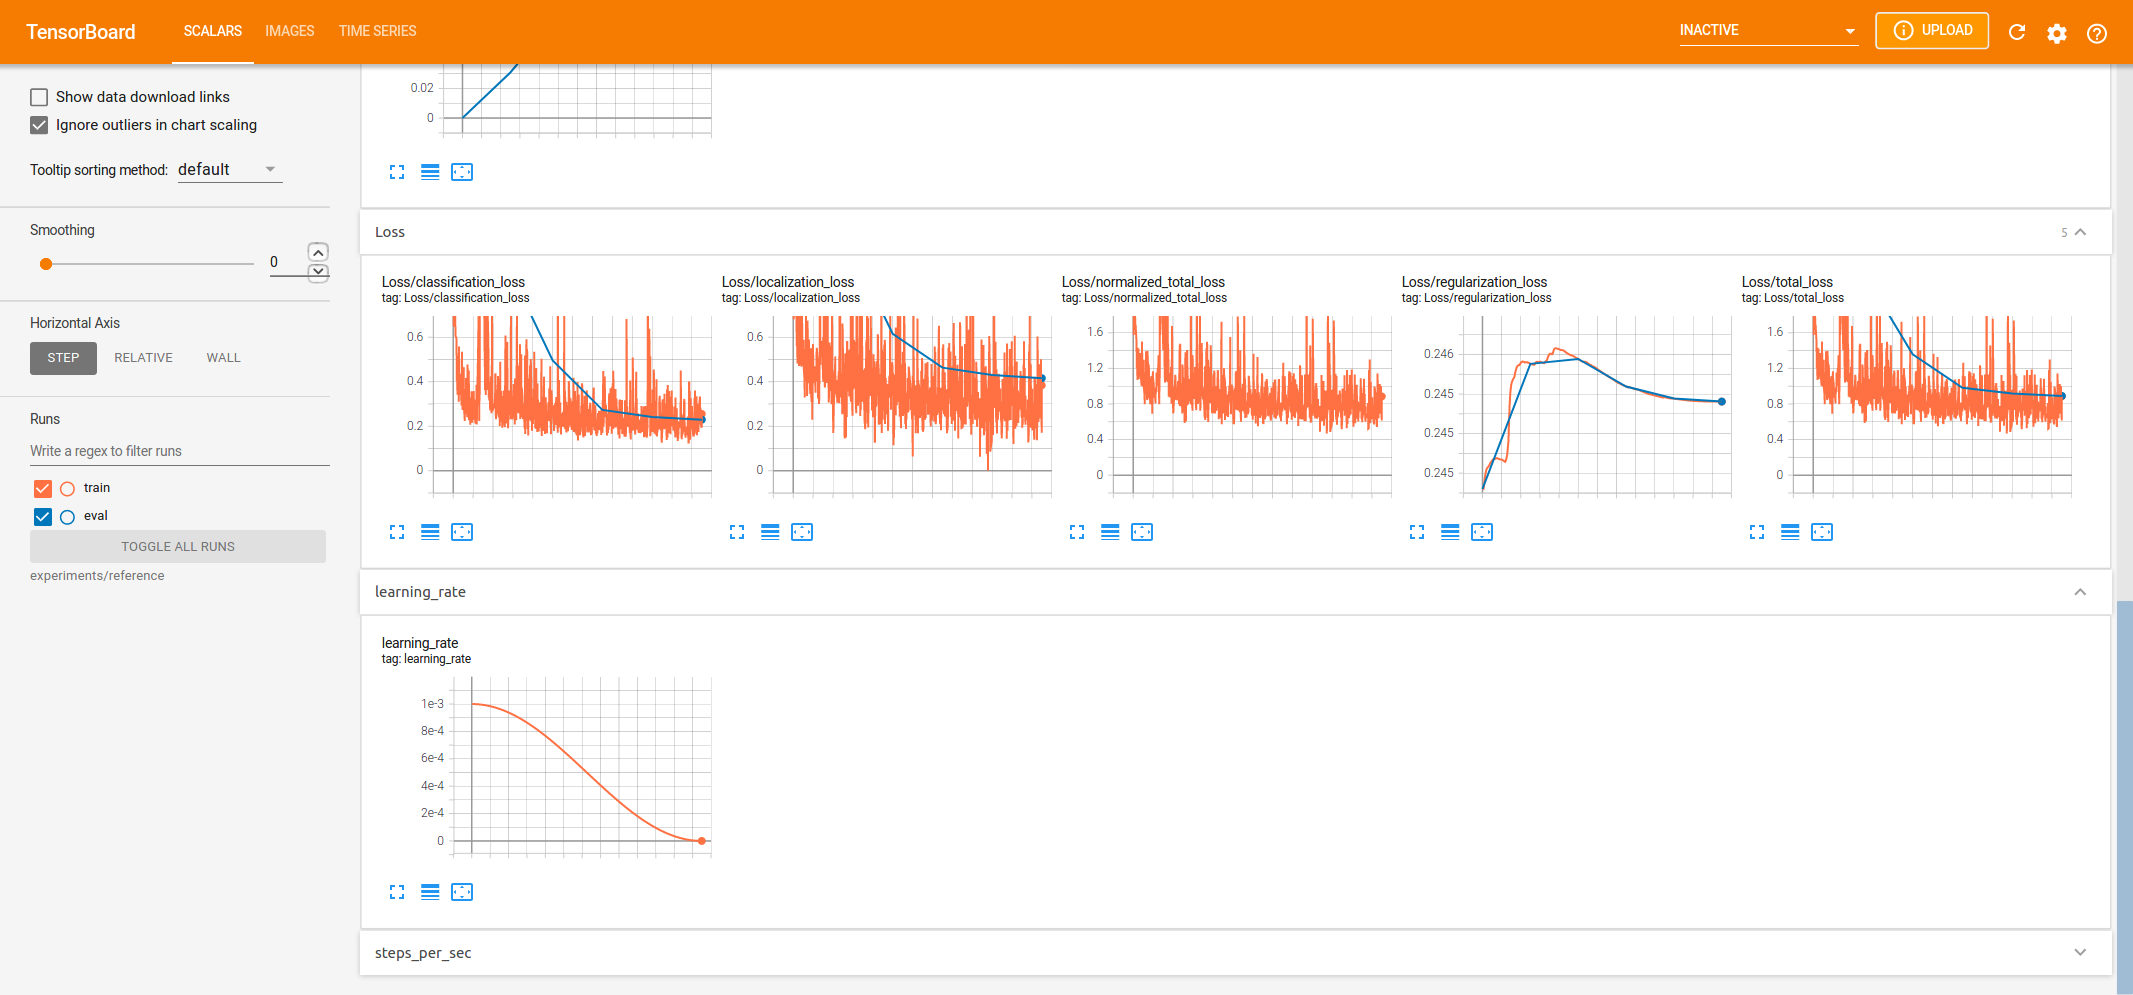 TensorBoard
SCALARS
IMAGES
TIME SERIES
INACTIVE
UPLOAD
Show data download links
Ignore outliers in chart scaling
Tooltip sorting method: default
Smoothing
0
Horizontal Axis
STEP
RELATIVE
WALL
Runs
Write a regex to filter runs
train
eval
TOGGLE ALL RUNS
experiments/reference
0.02
0
Loss
5
Loss/classification_loss
tag: Loss/classification_loss
0.6
0.4
0.2
0
Loss/localization_loss
tag: Loss/localization_loss
0.6
0.4
0.2
0
Loss/normalized_total_loss
tag: Loss/normalized_total_loss
1.6
1.2
0.8
0.4
0
Loss/regularization_loss
tag: Loss/regularization_loss
0.246
0.245
0.245
0.245
Loss/total_loss
tag: Loss/total_loss
1.6
1.2
0.8
0.4
0
learning_rate
learning_rate
tag: learning_rate
1e-3
8e-4
6e-4
4e-4
2e-4
0
steps_per_sec